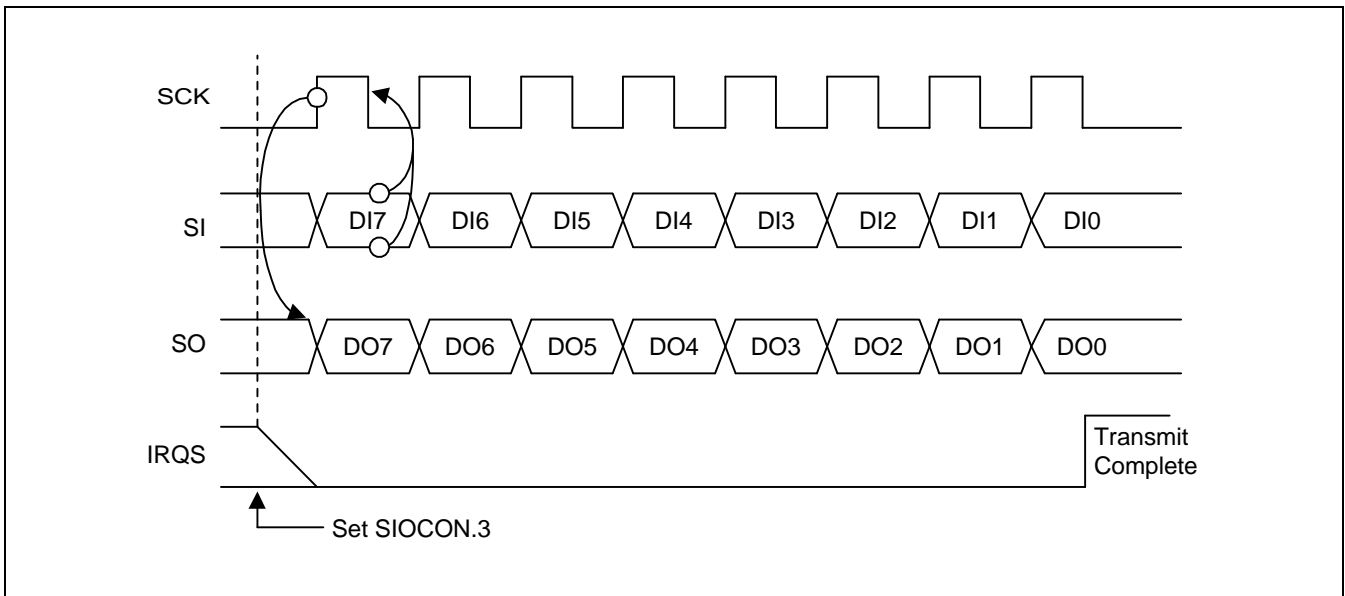 SCK
SI
DI7 DI6 DI5 DI4 DI3 DI2 DI1 DI0
SO
DO7 DO6 DO5 DO4 DO3 DO2 DO1 DO0
IRQS
Transmit
Complete
Set SIOCON.3